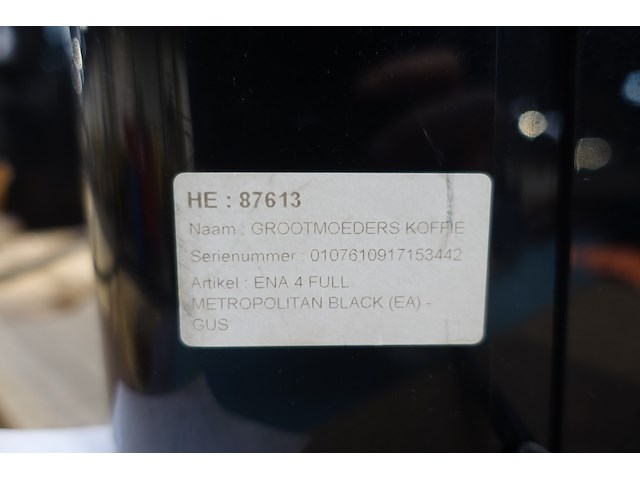 HE : 87613
Naam : GROOTMOEDERS KOFFIE
Serienummer : 0107610917153442
Artikel : ENA 4 FULL
METROPOLITAN BLACK (EA) -
GUS